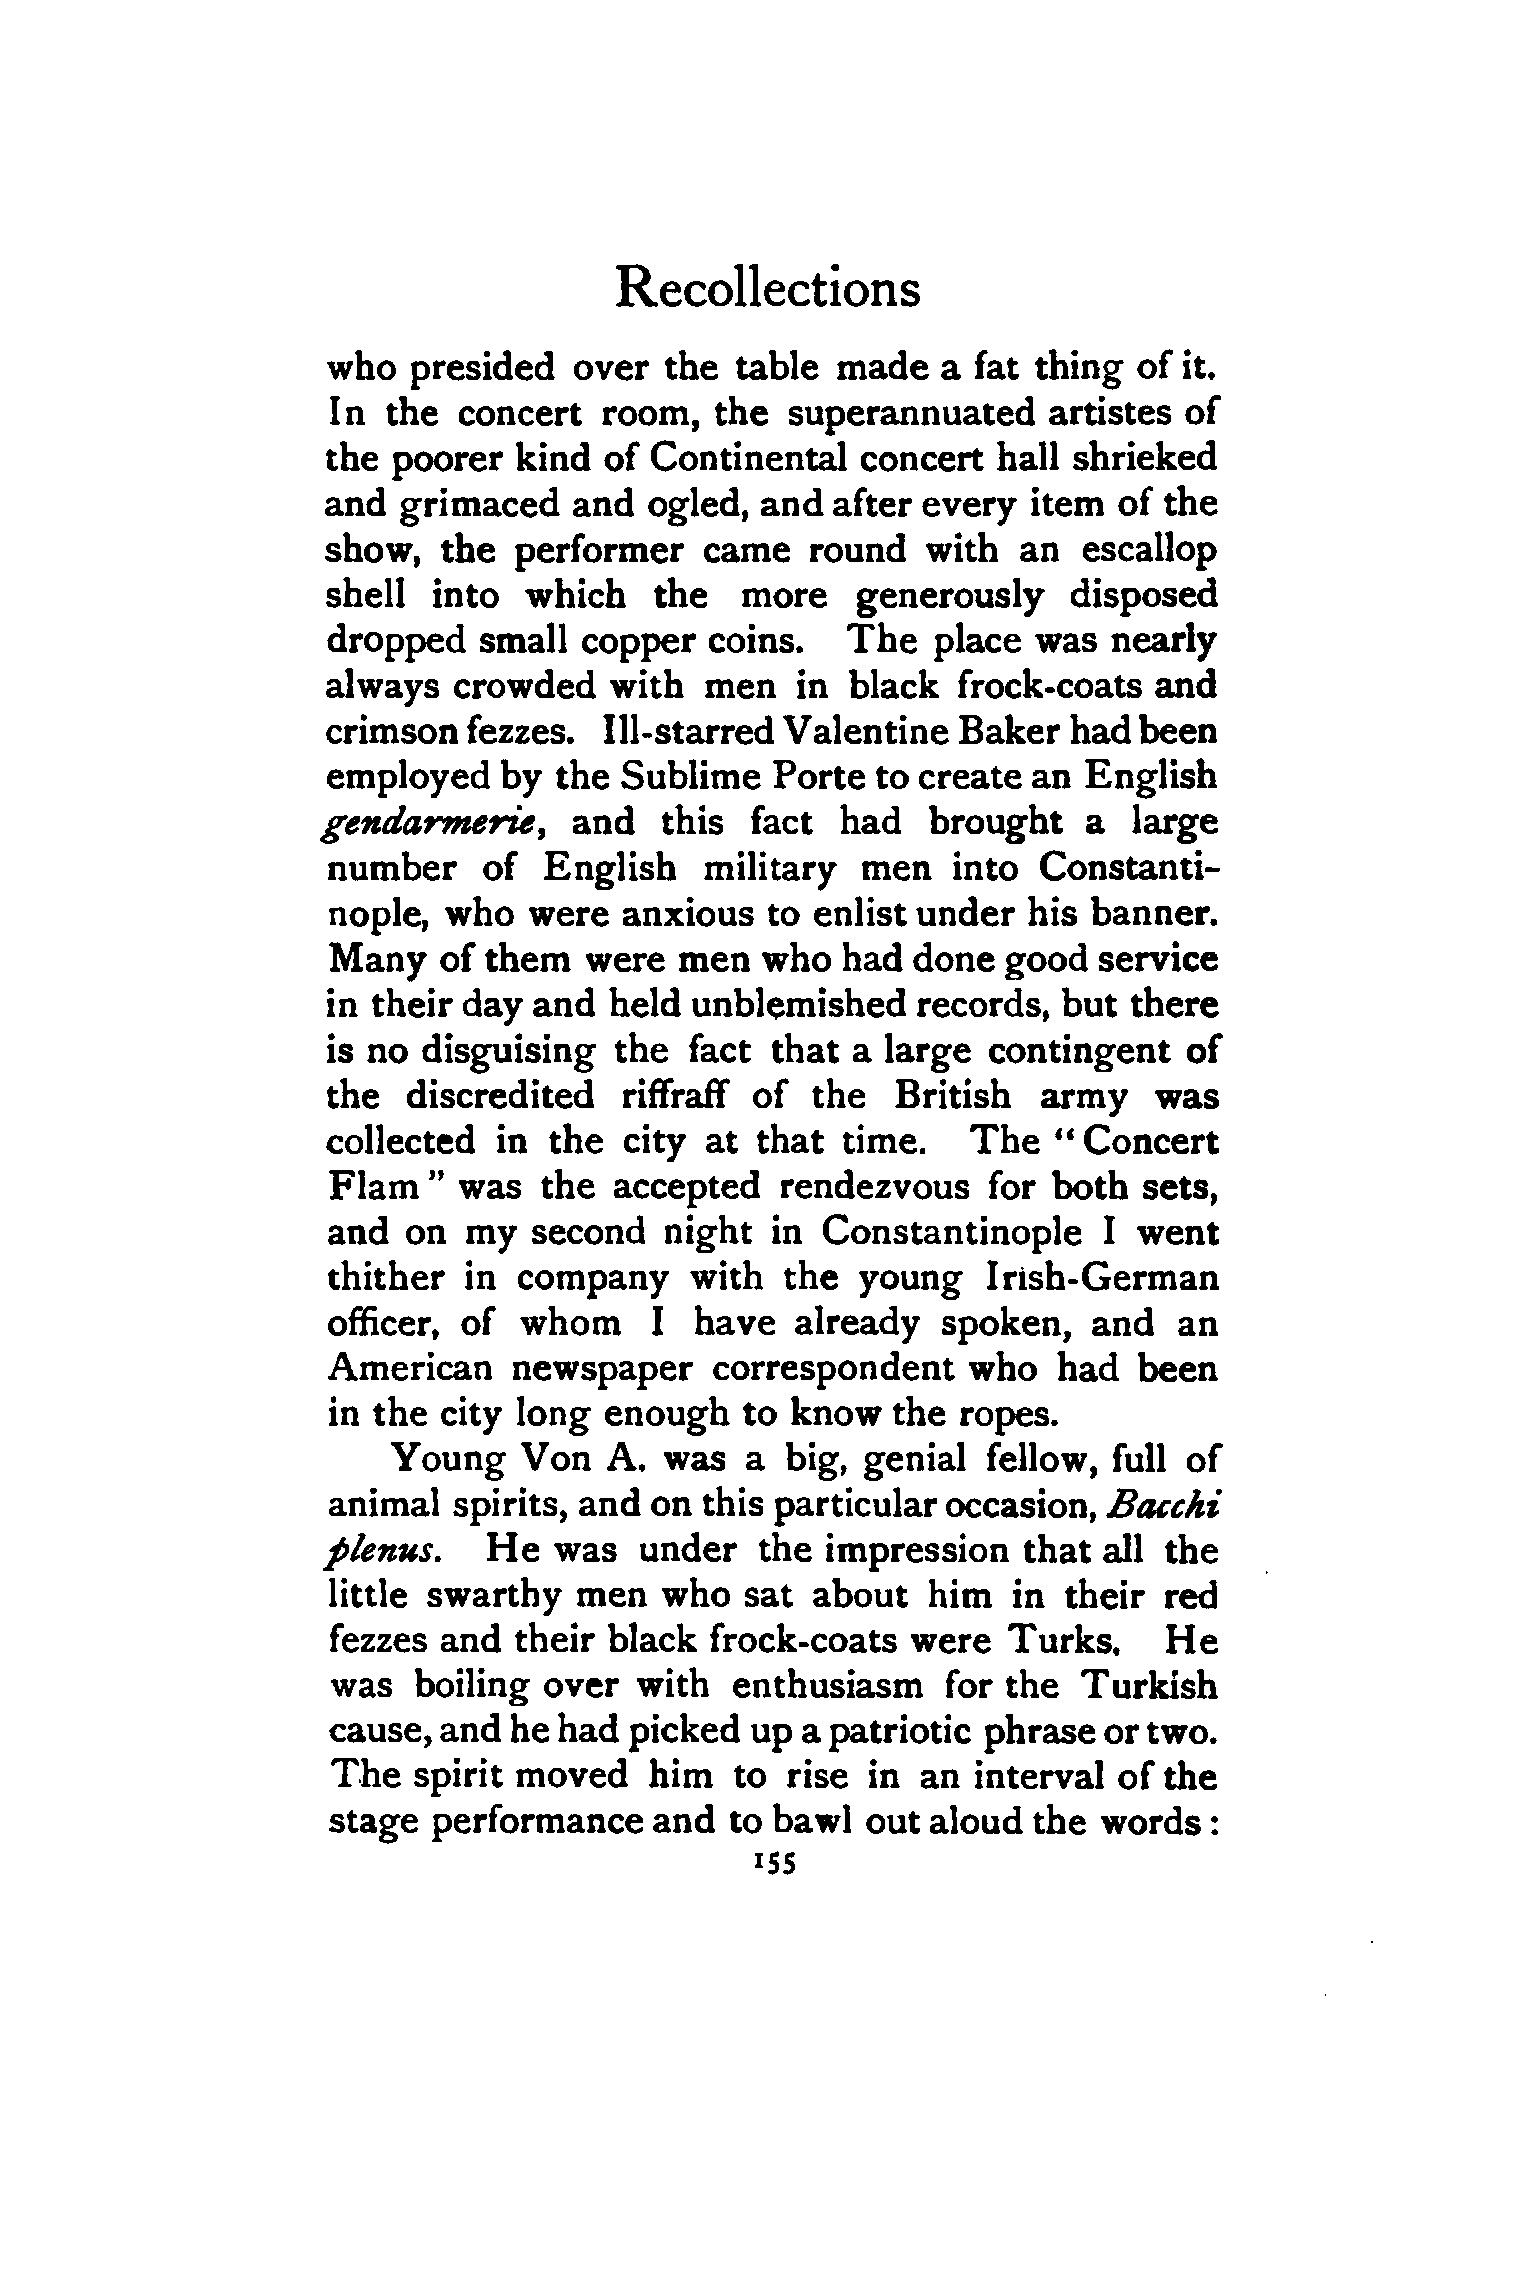 Recollections
who presided over the table made a fat thing of it.
In the concert room, the superannuated artistes of
the poorer kind of Continental concert hall shrieked
and grimaced and ogled, and after every item of the
show, the performer came round with an escallop
shell into which the more generously disposed
dropped small copper coins. The place was nearly
always crowded with men in black frock-coats and
crimson fezzes. Ill-starred Valentine Baker had been
employed by the Sublime Porte to create an English
gendarmerie, and this fact had brought a large
number of English military men into Constanti-
nople, who were anxious to enlist under his banner.
Many of them were men who had done good service
in their day and held unblemished records, but there
is no disguising the fact that a large contingent of
the discredited riffraff of the British army was
collected in the city at that time. The "Concert
Flam" was the accepted rendezvous for both sets,
and on my second night in Constantinople I went
thither in company with the young Irish-German
officer, of whom I have already spoken, and an
American newspaper correspondent who had been
in the city long enough to know the ropes.
Young Von A. was a big, genial fellow, full of
animal spirits, and on this particular occasion, Bacchi
plenus. He was under the impression that all the
little swarthy men who sat about him in their red
fezzes and their black frock-coats were Turks. He
was boiling over with enthusiasm for the Turkish
cause, and he had picked up a patriotic phrase or two.
The spirit moved him to rise in an interval of the
stage performance and to bawl out aloud the words:
155